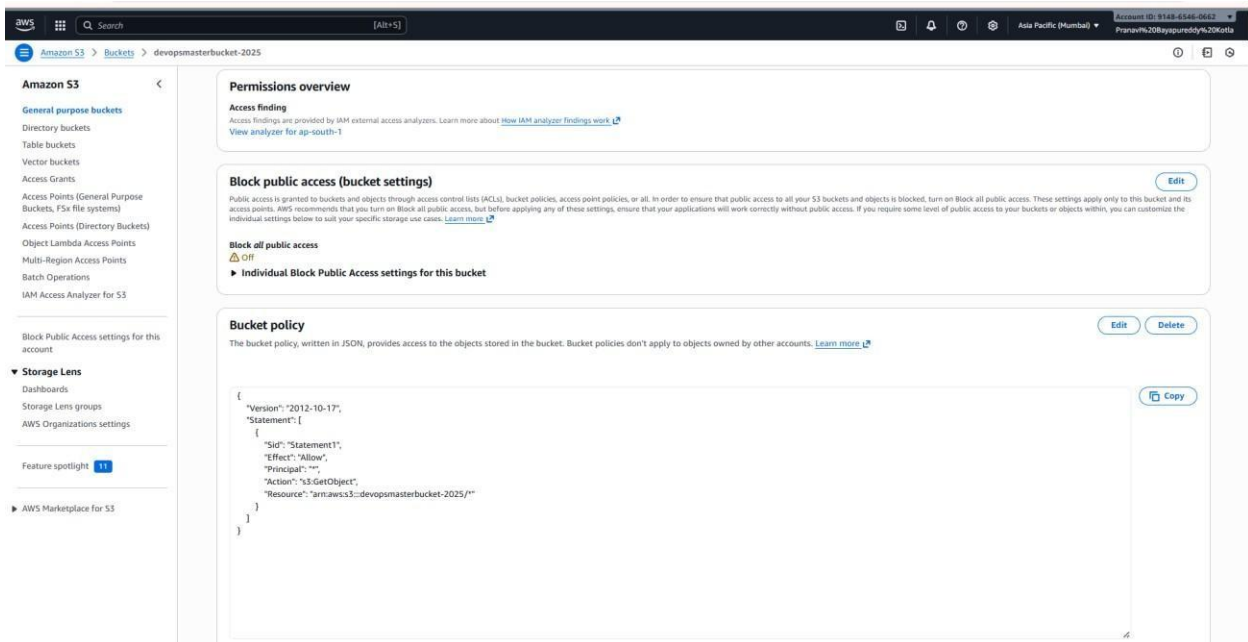 aws
Search
[Alt+S]
Asia Pacific (Mumbai)
Account ID: 9148-6546-0662
Pranavi%20Bayapureddy%20Kotla
Amazon S3 > Buckets > devopsmasterbucket-2025
Amazon S3
General purpose buckets
Directory buckets
Table buckets
Vector buckets
Access Grants
Access Points (General Purpose
Buckets, FSx file systems)
Access Points (Directory Buckets)
Object Lambda Access Points
Multi-Region Access Points
Batch Operations
IAM Access Analyzer for S3
Block Public Access settings for this
account
Storage Lens
Dashboards
Storage Lens groups
AWS Organizations settings
Feature spotlight 11
AWS Marketplace for S3
Permissions overview
Access finding
Access findings are provided by IAM external access analyzers. Learn more about How IAM analyzer findings work
View analyzer for ap-south-1
Block public access (bucket settings)
Edit
Public access is granted to buckets and objects through access control lists (ACLs), bucket policies, access point policies, or all. In order to ensure that public access to all your S3 buckets and objects is blocked, turn on Block all public access. These settings apply only to this bucket and its
access points. AWS recommends that you turn on Block all public access, but before applying any of these settings, ensure that your applications will work correctly without public access. If you require some level of public access to your buckets or objects within, you can customize the
individual settings below to suit your specific storage use cases. Learn more
Block all public access
Off
Individual Block Public Access settings for this bucket
Bucket policy
Edit
Delete
The bucket policy, written in JSON, provides access to the objects stored in the bucket. Bucket policies don't apply to objects owned by other accounts. Learn more
Copy
{
"Version": "2012-10-17",
"Statement": [
{
"Sid": "Statement1",
"Effect": "Allow",
"Principal": "*",
"Action": "s3:GetObject",
"Resource": "arn:aws:s3:::devopsmasterbucket-2025/*"
}
]
}